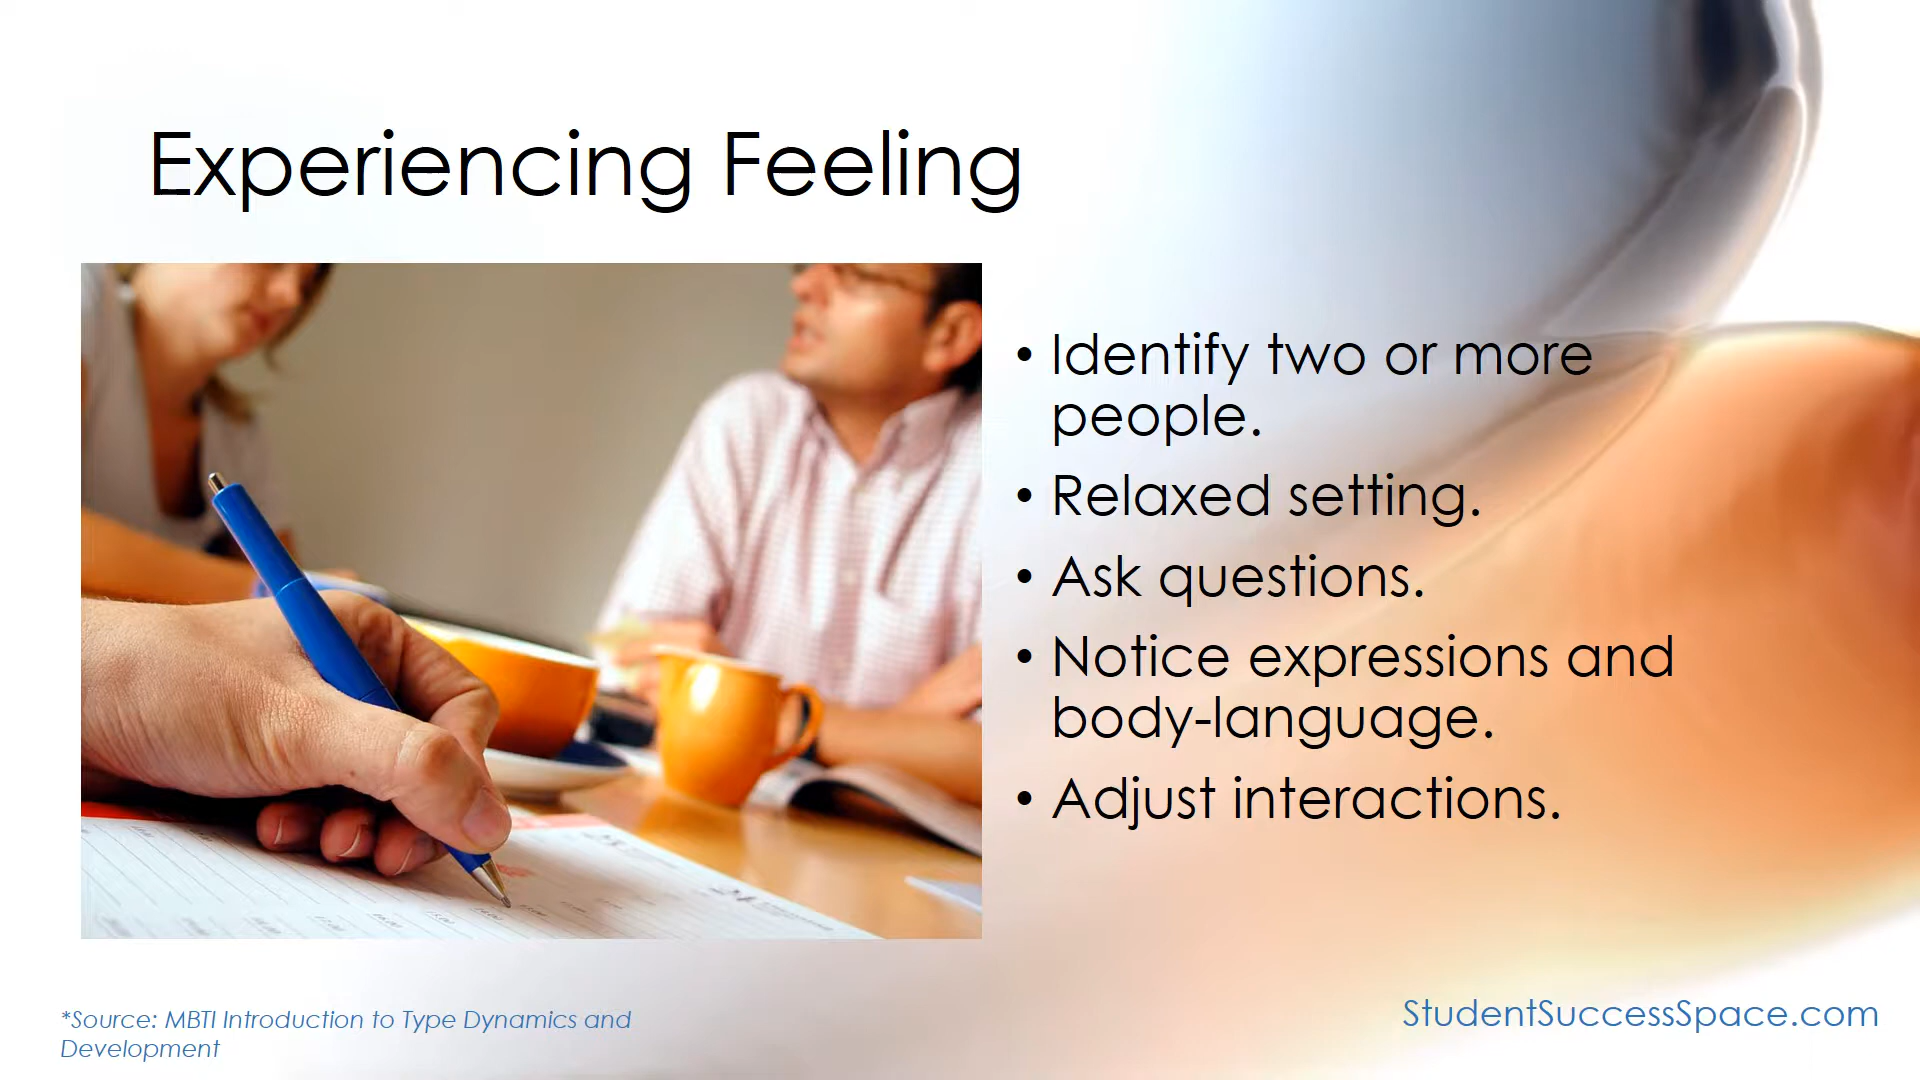 Experiencing Feeling
• Identify two or more
people.
• Relaxed setting.
• Ask questions.
• Notice expressions and
body-language.
• Adjust interactions.
*Source: MBTI Introduction to Type Dynamics and
Development
StudentSuccessSpace.com